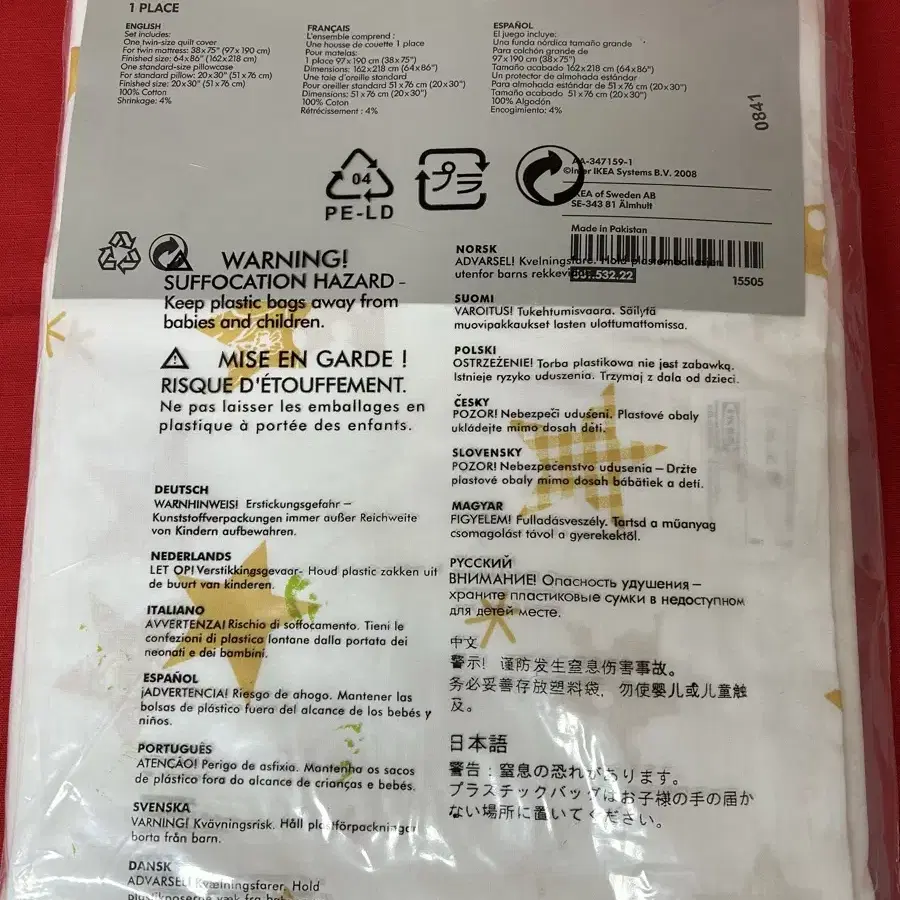 1 PLACE
ENGLISH
Set includes:
One twin-size quilt cover
For twin mattress: 38x75" (97x190 cm)
Finished size: 64x86" (162x218 cm)
One standard-size pillowcase
For standard pillow: 20x30" (51x76 cm)
Finished size: 20x30" (51x76 cm)
100% Cotton
Shrinkage: 4%
FRANÇAIS
L'ensemble comprend :
Une housse de couette 1 place
Pour matelas:
1 place 97x190 cm (38x75")
Dimensions: 162x218 cm (64x86")
Une taie d'oreille standard
Pour oreiller standard 51x76 cm (20x30")
Dimensions: 51x76 cm (20x30")
100% Cotton
Rétrécissement : 4%
ESPAÑOL
El juego incluye:
Una funda nórdica tamaño grande
Para colchón grande de
97x190 cm (38x75")
Tamaño acabado 162x218 cm (64x86")
Un protector de almohada estándar
Para almohada estándar de 51x76 cm (20x30")
Tamaño acabado 51x76 cm (20x30")
100% Algodón
Encogimiento: 4%
0841
04
PE-LD
プラ
AA-347159-1
©Inter IKEA Systems B.V. 2008
IKEA of Sweden AB
SE-343 81 Älmhult
Made in Pakistan
532.22
15505
WARNING!
SUFFOCATION HAZARD –
Keep plastic bags away from
babies and children.
MISE EN GARDE !
RISQUE D'ÉTOUFFEMENT.
Ne pas laisser les emballages en
plastique à portée des enfants.
DEUTSCH
WARNHINWEIS! Erstickungsgefahr –
Kunststoffverpackungen immer außer Reichweite
von Kindern aufbewahren.
NEDERLANDS
LET OP! Verstikkingsgevaar- Houd plastic zakken uit
de buurt van kinderen.
ITALIANO
AVVERTENZA! Rischio di soffocamento. Tieni le
confezioni di plastica lontane dalla portata dei
neonati e dei bambini.
ESPAÑOL
¡ADVERTENCIA! Riesgo de ahogo. Mantener las
bolsas de plástico fuera del alcance de los bebés y
niños.
PORTUGUÊS
ATENÇÃO! Perigo de asfixia. Mantenha os sacos
de plástico fora do alcance de crianças e bebés.
SVENSKA
VARNING! Kvävningsrisk. Håll plastförpackningar
borta från barn.
DANSK
ADVARSEL! Kvælningsfarer. Hold
plastikposerne væk fra
NORSK
ADVARSEL! Kvelningsfare. Hold plastemballasjen
utenfor barns
SUOMI
VAROITUS! Tukehtumisvaara. Säilytä
muovipakkaukset lasten ulottumattomissa.
POLSKI
OSTRZEŻENIE! Torba plastikowa nie jest zabawką.
Istnieje ryzyko uduszenia. Trzymaj z dala od dzieci.
ČESKY
POZOR! Nebezpečí udušení. Plastové obaly
ukládejte mimo dosah dětí.
SLOVENSKY
POZOR! Nebezpečenstvo udusenia – Držte
plastové obaly mimo dosah bábätiek a detí.
MAGYAR
FIGYELEM! Fulladásveszély. Tartsd a műanyag
csomagolást távol a gyerekektől.
РУССКИЙ
ВНИМАНИЕ! Опасность удушения –
храните пластиковые сумки в недоступном
для детей месте.
中文
警示! 谨防发生窒息伤害事故。
务必妥善存放塑料袋，勿使婴儿或儿童触
及。
日本語
警告：窒息の恐れがあります。
プラスチックバッグはお子様の手の届か
ない場所に置いてください。